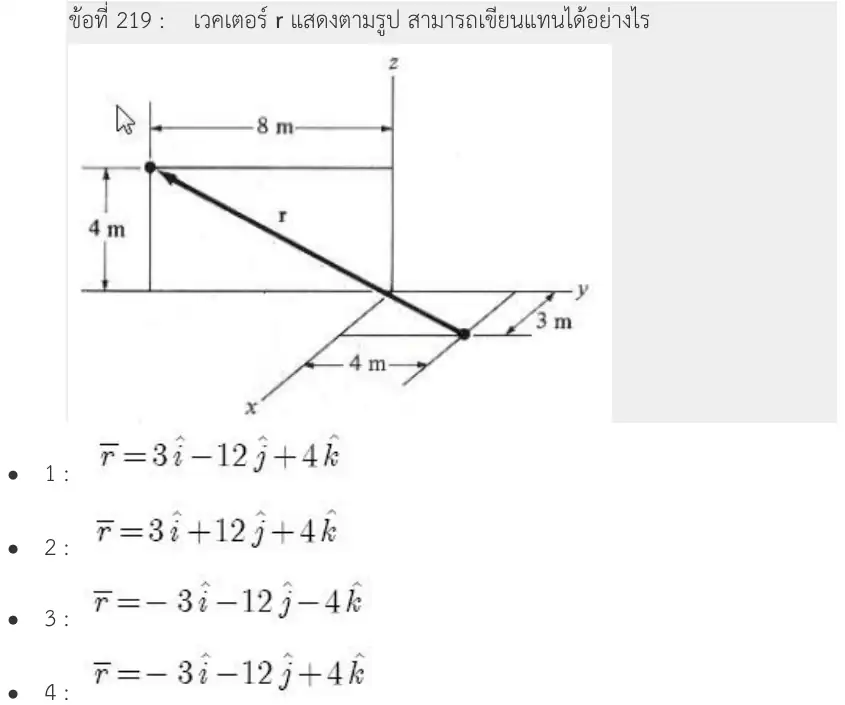 ข้อที่ 219 : เวคเตอร์ r แสดงตามรูป สามารถเขียนแทนได้อย่างไร
z
8 m
r
4 m
y
3 m
4 m
x
• 1 : r̅ = 3 î − 12 ĵ + 4 k̂
• 2 : r̅ = 3 î + 12 ĵ + 4 k̂
• 3 : r̅ = − 3 î − 12 ĵ − 4 k̂
• 4 : r̅ = − 3 î − 12 ĵ + 4 k̂